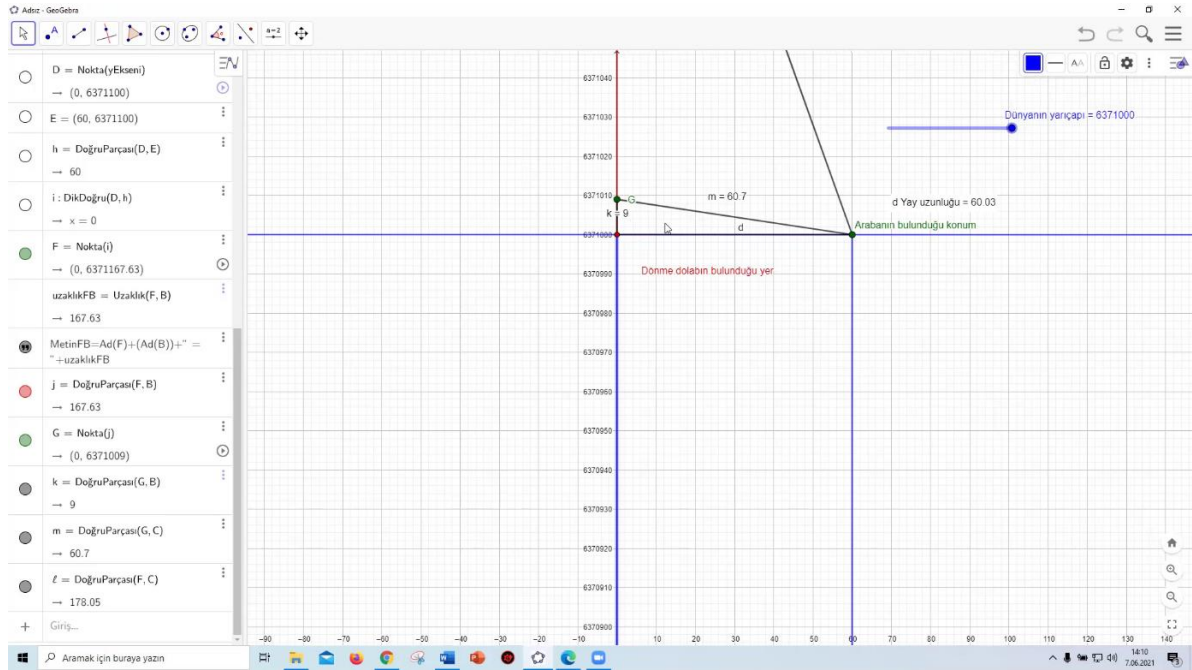 Adsız - GeoGebra
A
a=2
D = Nokta(yEkseni)
→ (0, 6371100)
E = (60, 6371100)
h = DoğruParçası(D, E)
→ 60
i : DikDoğru(D, h)
→ x = 0
F = Nokta(i)
→ (0, 6371167.63)
uzaklıkFB = Uzaklık(F, B)
→ 167.63
MetinFB=Ad(F)+(Ad(B))+" =
"+uzaklıkFB
j = DoğruParçası(F, B)
→ 167.63
G = Nokta(j)
→ (0, 6371009)
k = DoğruParçası(G, B)
→ 9
m = DoğruParçası(G, C)
→ 60.7
ℓ = DoğruParçası(F, C)
→ 178.05
+ Giriş...
AA
6371040
6371030
6371020
6371010
6371000
6370990
6370980
6370970
6370960
6370950
6370940
6370930
6370920
6370910
6370900
Dünyanın yarıçapı = 6371000
G
m = 60.7
k = 9
d
d Yay uzunluğu = 60.03
Arabanın bulunduğu konum
Dönme dolabın bulunduğu yer
-90 -80 -70 -60 -50 -40 -30 -20 -10 10 20 30 40 50 60 70 80 90 100 110 120 130 140
Aramak için buraya yazın
14:10
7.06.2021